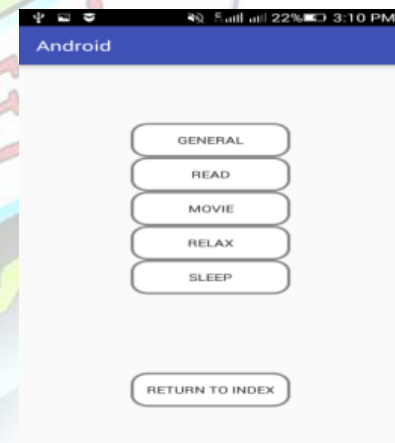 22% 3:10 PM
Android
GENERAL
READ
MOVIE
RELAX
SLEEP
RETURN TO INDEX